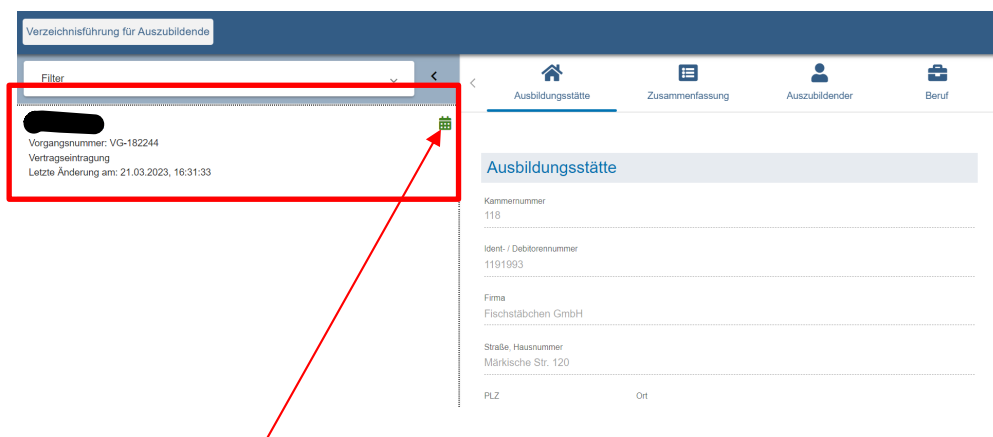 Verzeichnisführung für Auszubildende
Filter
Vorgangsnummer: VG-182244
Vertragseintragung
Letzte Änderung am: 21.03.2023, 16:31:33
Ausbildungsstätte
Zusammenfassung
Auszubildender
Beruf
Ausbildungsstätte
Kammernummer
118
Ident- / Debitorennummer
1191993
Firma
Fischstäbchen GmbH
Straße, Hausnummer
Märkische Str. 120
PLZ Ort